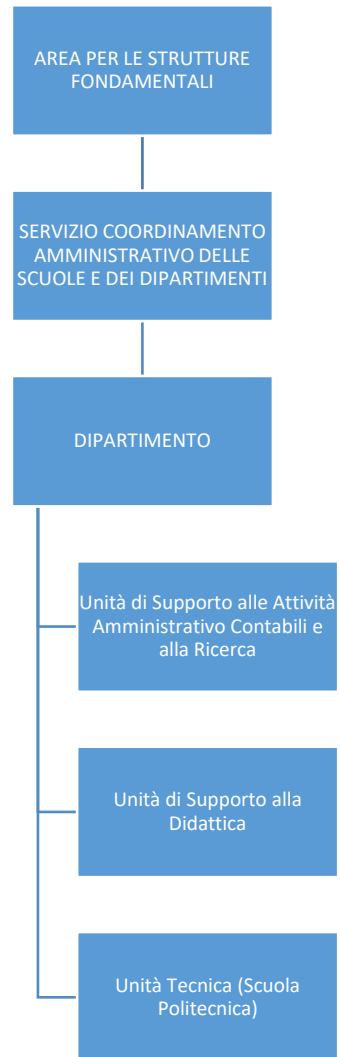 AREA PER LE STRUTTURE
FONDAMENTALI
SERVIZIO COORDINAMENTO
AMMINISTRATIVO DELLE
SCUOLE E DEI DIPARTIMENTI
DIPARTIMENTO
Unità di Supporto alle Attività
Amministrativo Contabili e
alla Ricerca
Unità di Supporto alla
Didattica
Unità Tecnica (Scuola
Politecnica)